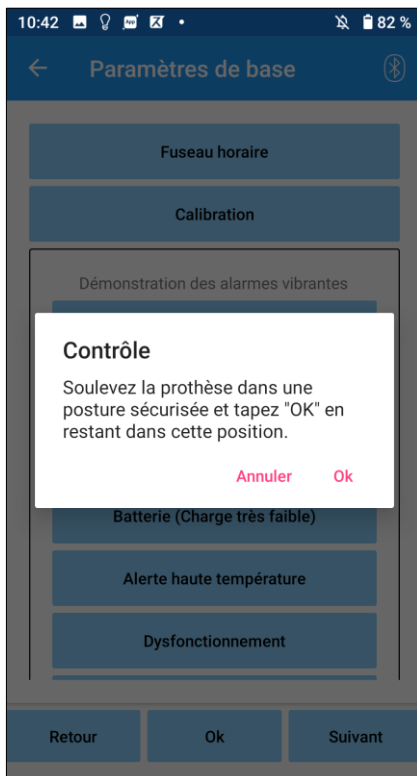 10:42
82 %
Paramètres de base
Fuseau horaire
Calibration
Démonstration des alarmes vibrantes
Contrôle
Soulevez la prothèse dans une
posture sécurisée et tapez "OK" en
restant dans cette position.
Annuler Ok
Batterie (Charge très faible)
Alerte haute température
Dysfonctionnement
Retour Ok Suivant